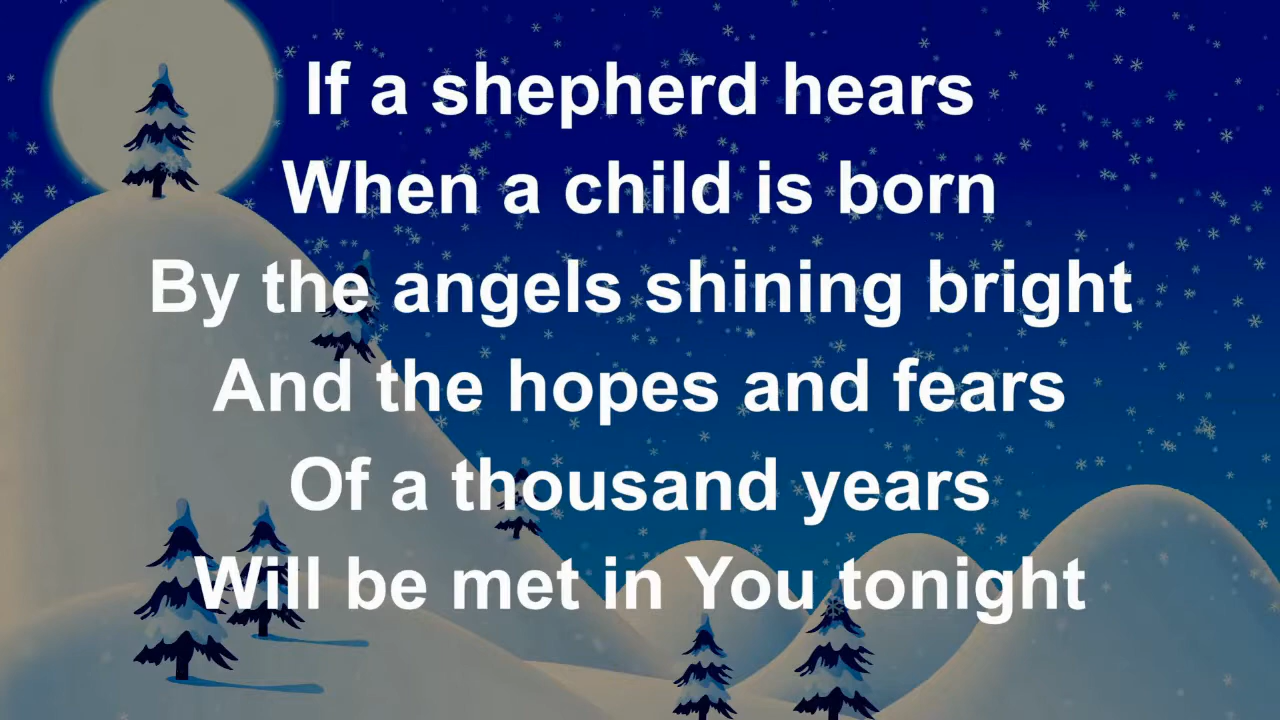 If a shepherd hears
When a child is born
By the angels shining bright
And the hopes and fears
Of a thousand years
Will be met in You tonight